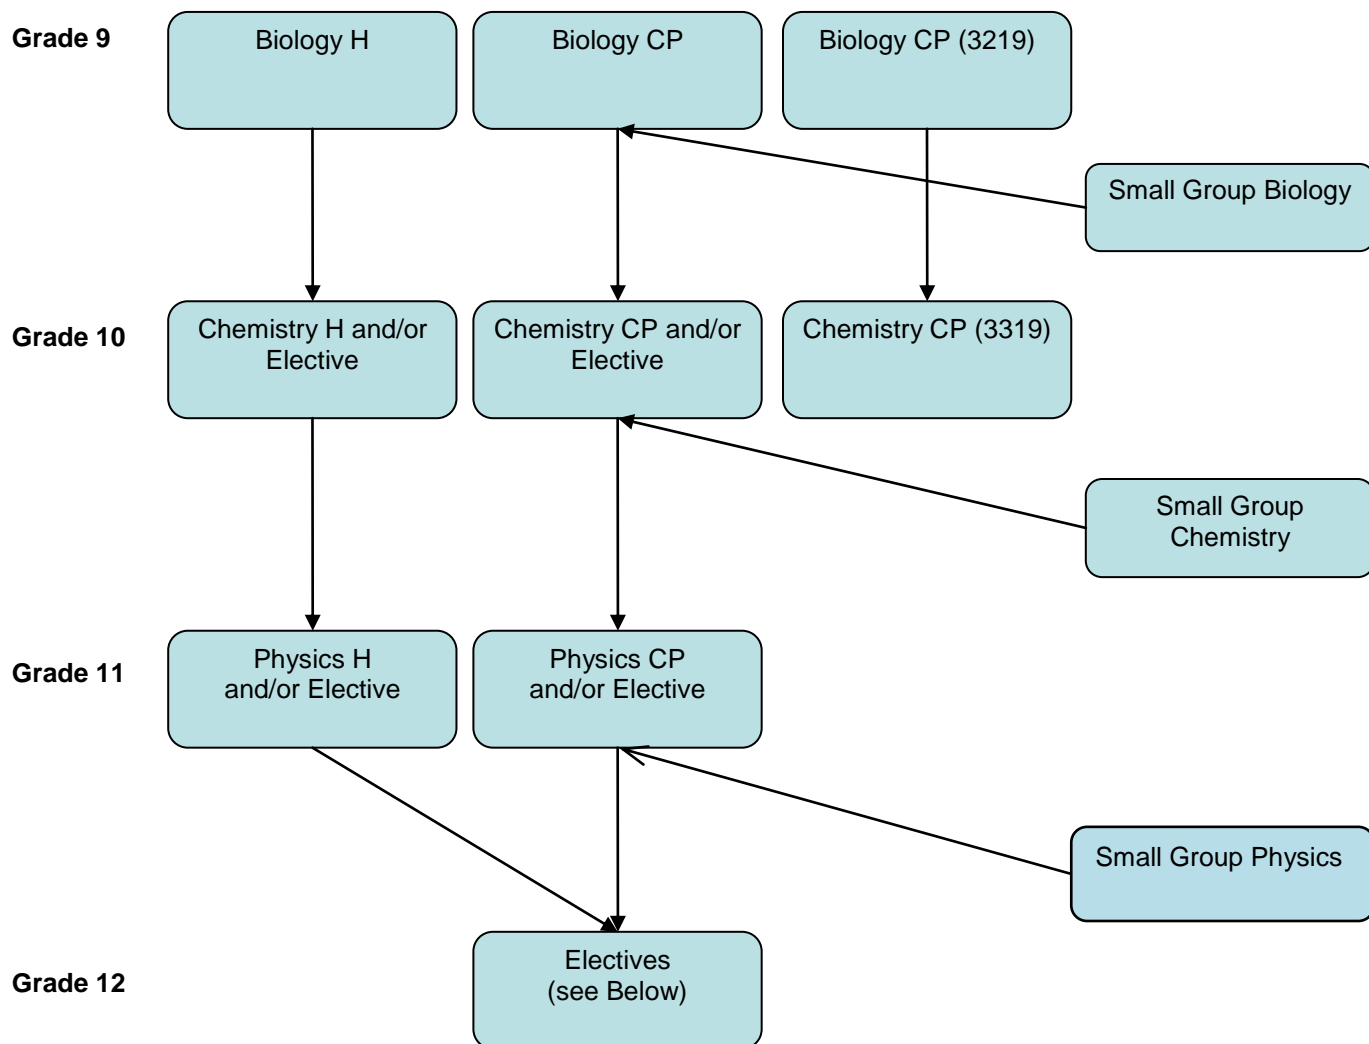 Grade 9
Biology H
Biology CP
Biology CP (3219)
Small Group Biology
Grade 10
Chemistry H and/or
Elective
Chemistry CP and/or
Elective
Chemistry CP (3319)
Small Group
Chemistry
Grade 11
Physics H
and/or Elective
Physics CP
and/or Elective
Small Group Physics
Grade 12
Electives
(see Below)